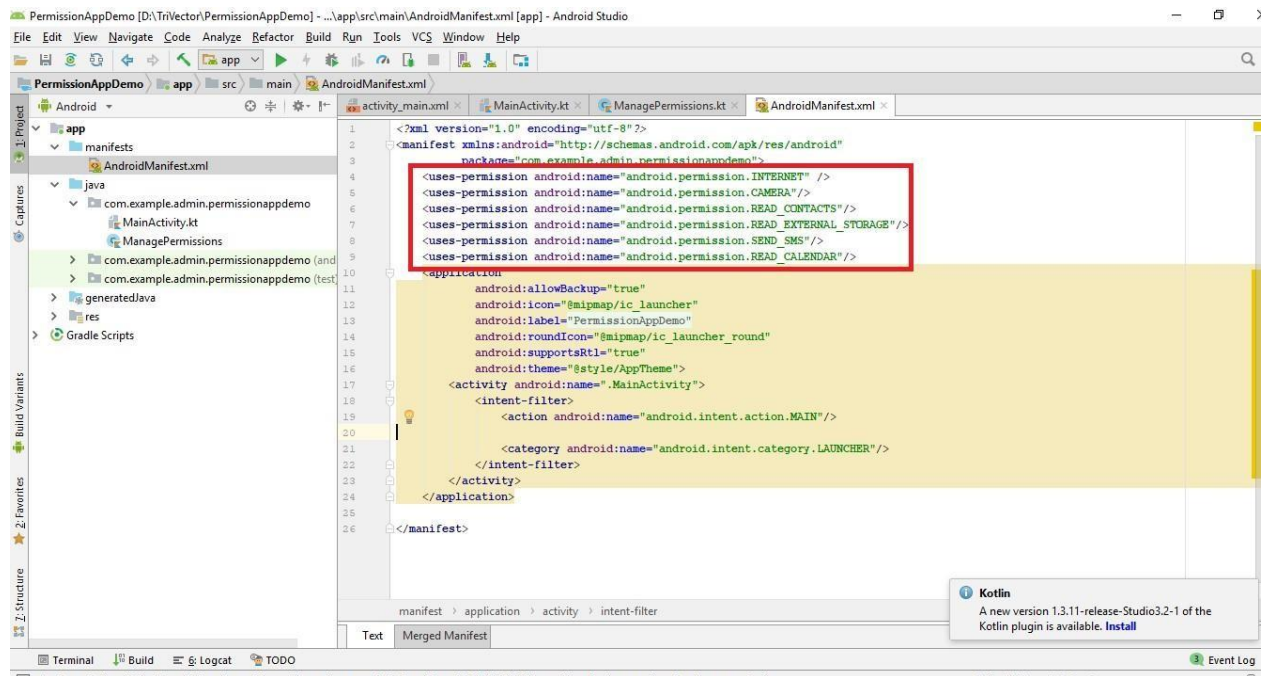 PermissionAppDemo [D:\TriVector\PermissionAppDemo] - ...\app\src\main\AndroidManifest.xml [app] - Android Studio
File Edit View Navigate Code Analyze Refactor Build Run Tools VCS Window Help
app
PermissionAppDemo app src main AndroidManifest.xml
Android
activity_main.xml MainActivity.kt ManagePermissions.kt AndroidManifest.xml
1: Project
Captures
Build Variants
2: Favorites
Z: Structure
app
manifests
AndroidManifest.xml
java
com.example.admin.permissionappdemo
MainActivity.kt
ManagePermissions
com.example.admin.permissionappdemo (and
com.example.admin.permissionappdemo (test
generatedJava
res
Gradle Scripts
1 <?xml version="1.0" encoding="utf-8"?>
2 <manifest xmlns:android="http://schemas.android.com/apk/res/android"
3 package="com.example.admin.permissionappdemo">
4 <uses-permission android:name="android.permission.INTERNET" />
5 <uses-permission android:name="android.permission.CAMERA"/>
6 <uses-permission android:name="android.permission.READ_CONTACTS"/>
7 <uses-permission android:name="android.permission.READ_EXTERNAL_STORAGE"/>
8 <uses-permission android:name="android.permission.SEND_SMS"/>
9 <uses-permission android:name="android.permission.READ_CALENDAR"/>
10 <application
11 android:allowBackup="true"
12 android:icon="@mipmap/ic_launcher"
13 android:label="PermissionAppDemo"
14 android:roundIcon="@mipmap/ic_launcher_round"
15 android:supportsRtl="true"
16 android:theme="@style/AppTheme">
17 <activity android:name=".MainActivity">
18 <intent-filter>
19 <action android:name="android.intent.action.MAIN"/>
20
21 <category android:name="android.intent.category.LAUNCHER"/>
22 </intent-filter>
23 </activity>
24 </application>
25
26 </manifest>
manifest › application › activity › intent-filter
Text Merged Manifest
Kotlin
A new version 1.3.11-release-Studio3.2-1 of the
Kotlin plugin is available. Install
Terminal Build 6: Logcat TODO 3 Event Log